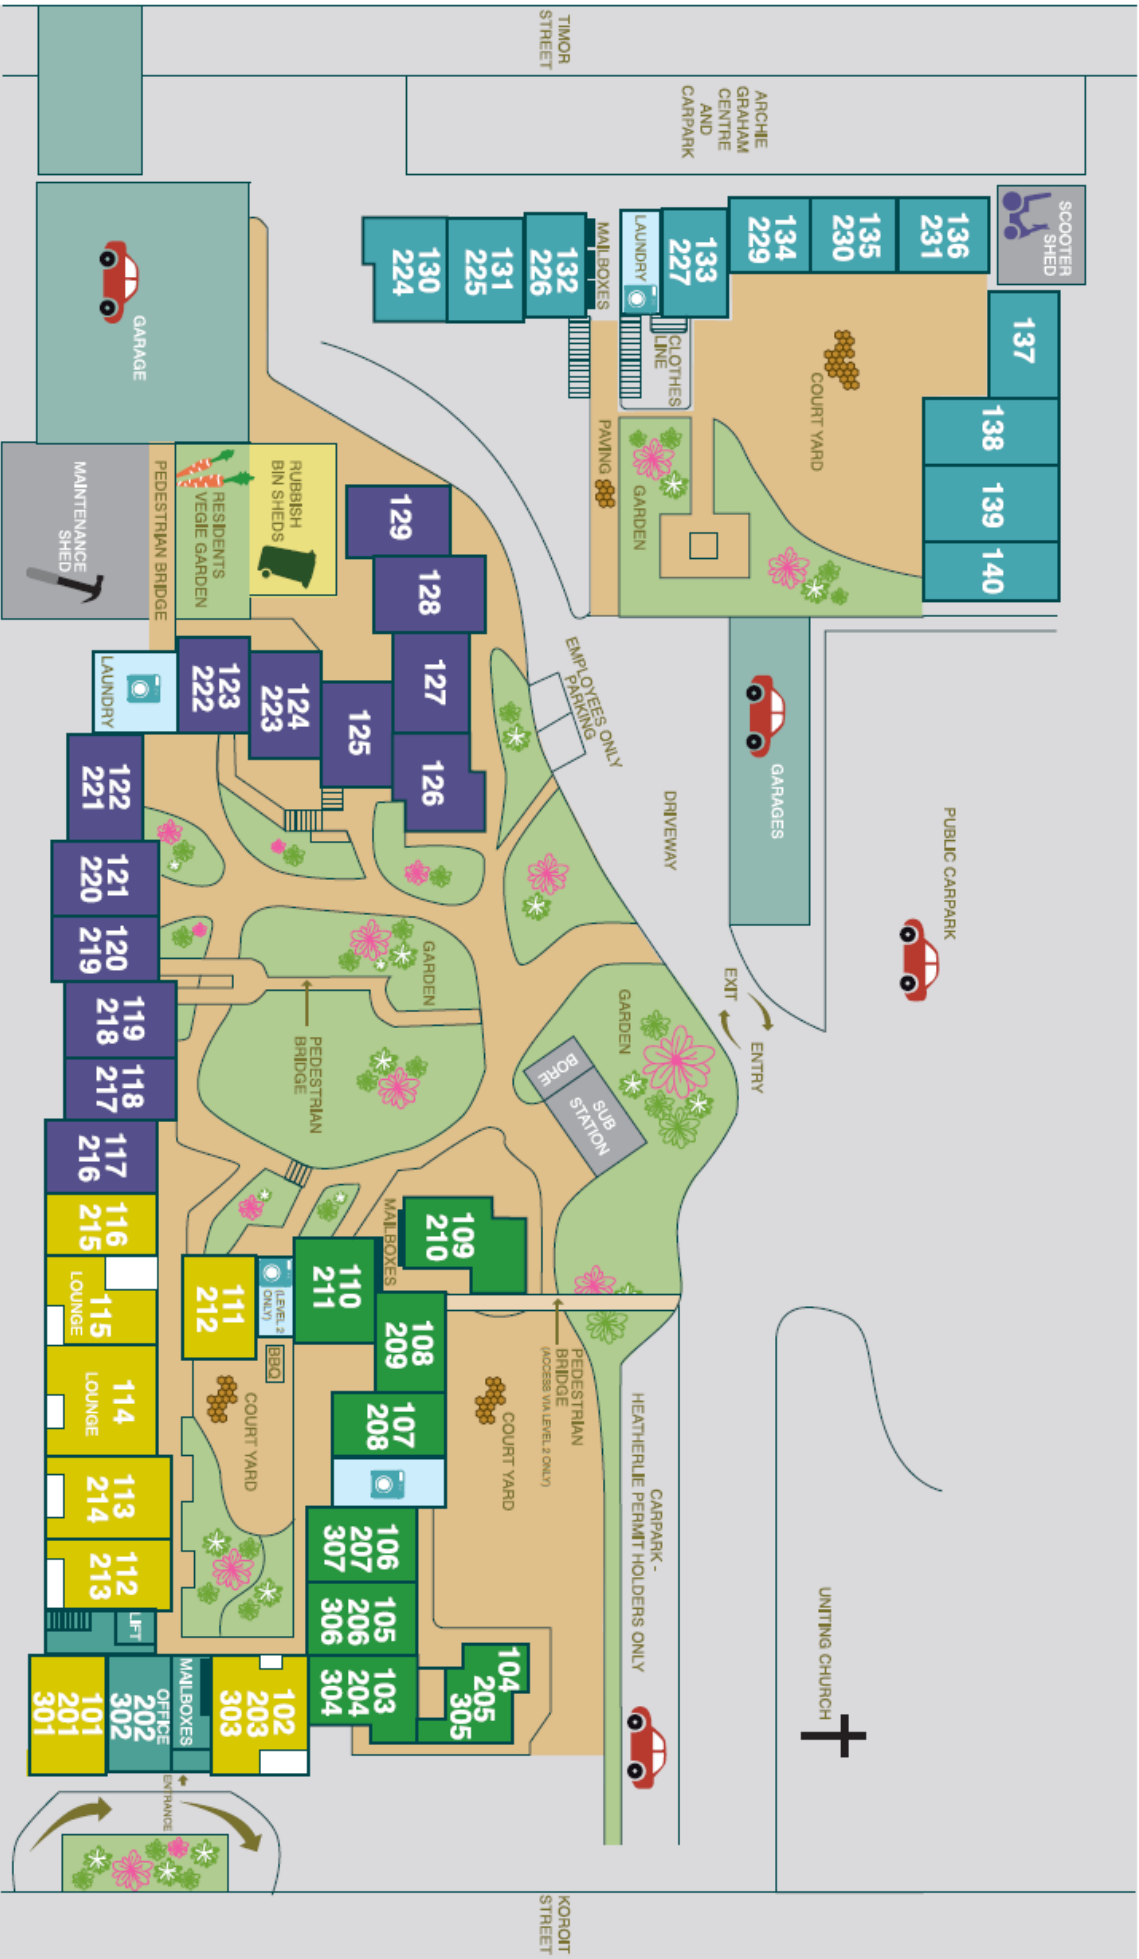 TIMOR
STREET
ARCHIE
GRAHAM
CENTRE
AND
CARPARK
SCOOTER
SHED
136
231
135
230
134
229
133
227
LAUNDRY
MAILBOXES
132
226
131
225
130
224
137
138
139
140
COURT YARD
CLOTHES
LINE
PAVING
GARDEN
GARAGE
MAINTENANCE
SHED
PEDESTRIAN BRIDGE
RESIDENTS
VEGIE GARDEN
RUBBISH
BIN SHEDS
129
128
127
126
125
124
223
123
222
LAUNDRY
122
221
121
220
120
219
119
218
118
217
117
216
EMPLOYEES ONLY
PARKING
DRIVEWAY
GARAGES
PUBLIC CARPARK
EXIT
ENTRY
GARDEN
GARDEN
PEDESTRIAN
BRIDGE
BORE
SUB
STATION
MAILBOXES
109
210
110
211
(LEVEL 2
ONLY)
111
212
116
215
115
LOUNGE
114
LOUNGE
113
214
112
213
LIFT
BBQ
COURT YARD
108
209
107
208
COURT YARD
PEDESTRIAN
BRIDGE
(ACCESS VIA LEVEL 2 ONLY)
CARPARK -
HEATHERLIE PERMIT HOLDERS ONLY
UNITING CHURCH
106
207
307
105
206
306
104
205
305
103
204
304
102
203
303
MAILBOXES
OFFICE
202
302
101
201
301
ENTRANCE
KOROIT
STREET